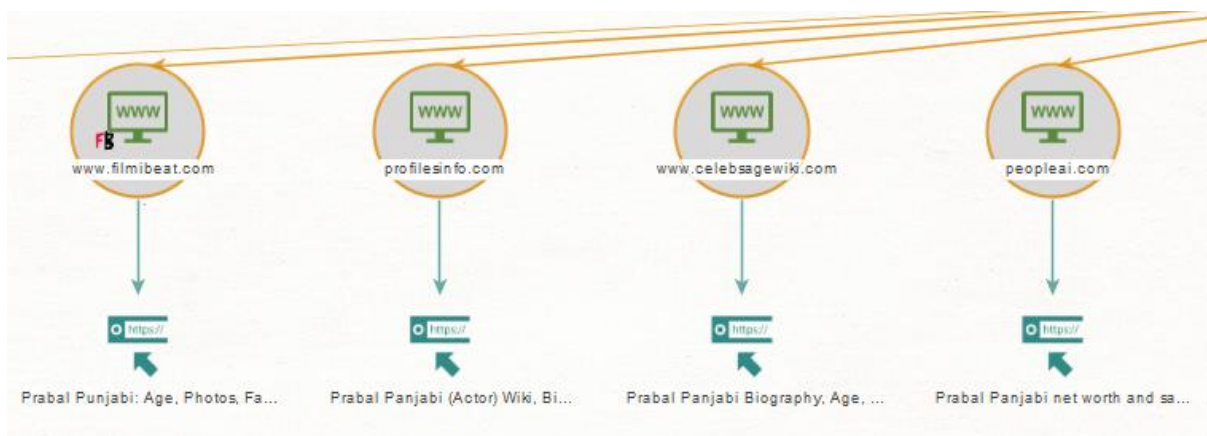 WWW WWW WWW WWW
FB
www.filmibeat.com profilesinfo.com www.celebsagewiki.com peopleai.com
https:// https:// https:// https://
Prabal Punjabi: Age, Photos, Fa... Prabal Panjabi (Actor) Wiki, Bi... Prabal Panjabi Biography, Age, ... Prabal Panjabi net worth and sa...